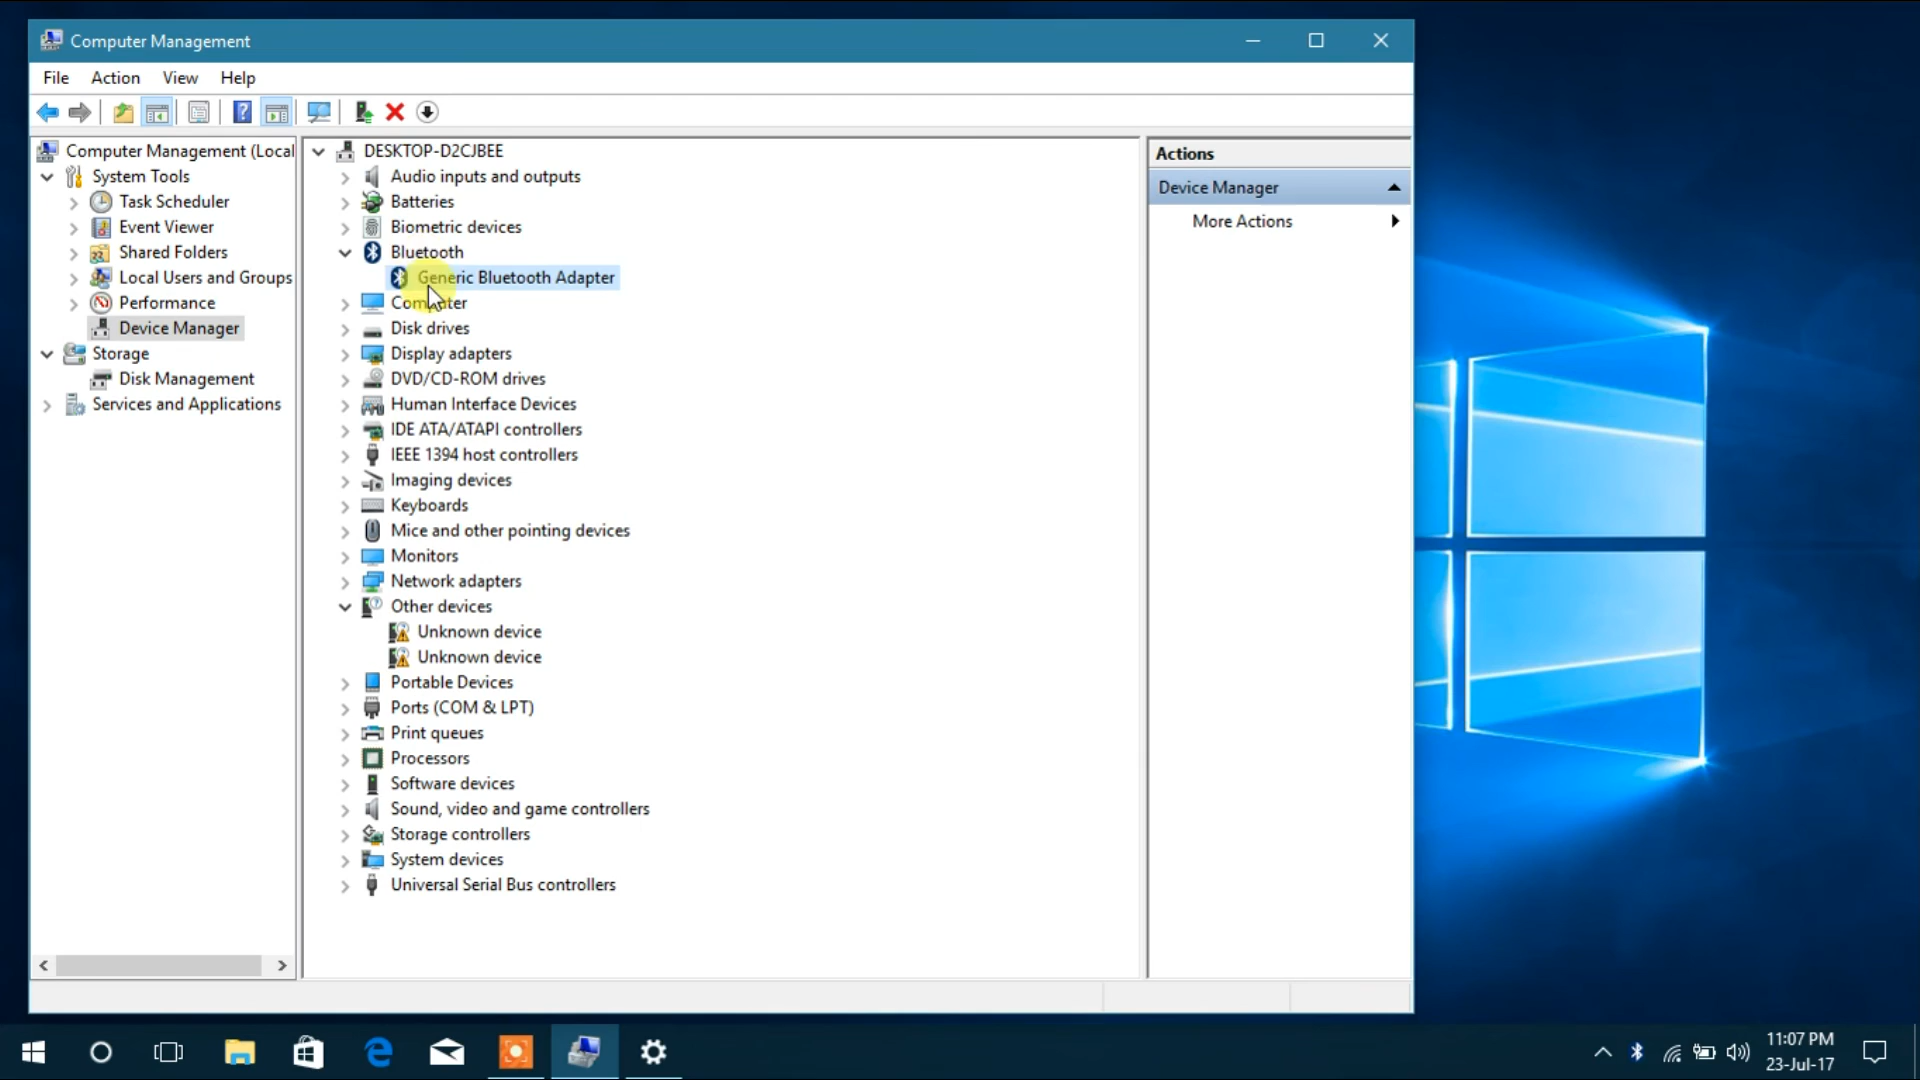 Computer Management
File Action View Help
Computer Management (Local
System Tools
Task Scheduler
Event Viewer
Shared Folders
Local Users and Groups
Performance
Device Manager
Storage
Disk Management
Services and Applications
DESKTOP-D2CJBEE
Audio inputs and outputs
Batteries
Biometric devices
Bluetooth
Generic Bluetooth Adapter
Computer
Disk drives
Display adapters
DVD/CD-ROM drives
Human Interface Devices
IDE ATA/ATAPI controllers
IEEE 1394 host controllers
Imaging devices
Keyboards
Mice and other pointing devices
Monitors
Network adapters
Other devices
Unknown device
Unknown device
Portable Devices
Ports (COM & LPT)
Print queues
Processors
Software devices
Sound, video and game controllers
Storage controllers
System devices
Universal Serial Bus controllers
Actions
Device Manager
More Actions
11:07 PM
23-Jul-17